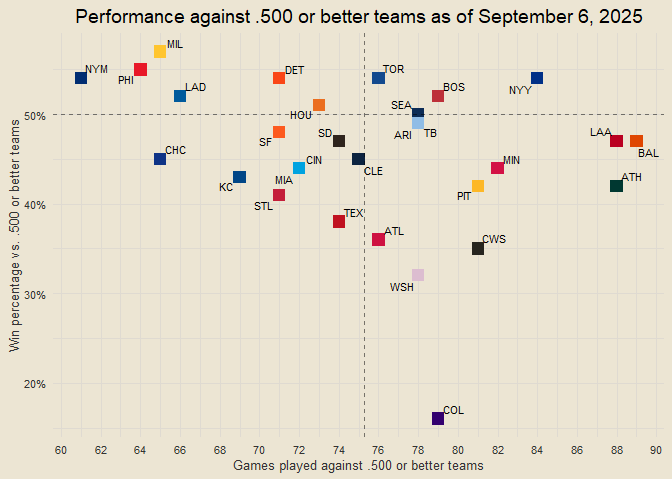 Performance against .500 or better teams as of September 6, 2025
Win percentage vs. .500 or better teams
50%
40%
30%
20%
MIL
NYM
PHI
LAD
DET
TOR
BOS
NYY
HOU
SEA
SF
SD
ARI
TB
LAA
BAL
CHC
CIN
CLE
MIN
KC
MIA
STL
PIT
ATH
TEX
ATL
CWS
WSH
COL
60 62 64 66 68 70 72 74 76 78 80 82 84 86 88 90
Games played against .500 or better teams